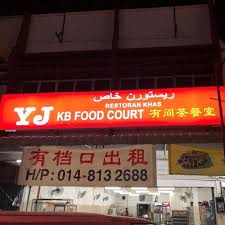 ريستورن خاص
RESTORAN KHAS
YJ KB FOOD COURT 有间茶餐室
有档口出租
H/P: 014-813 2688